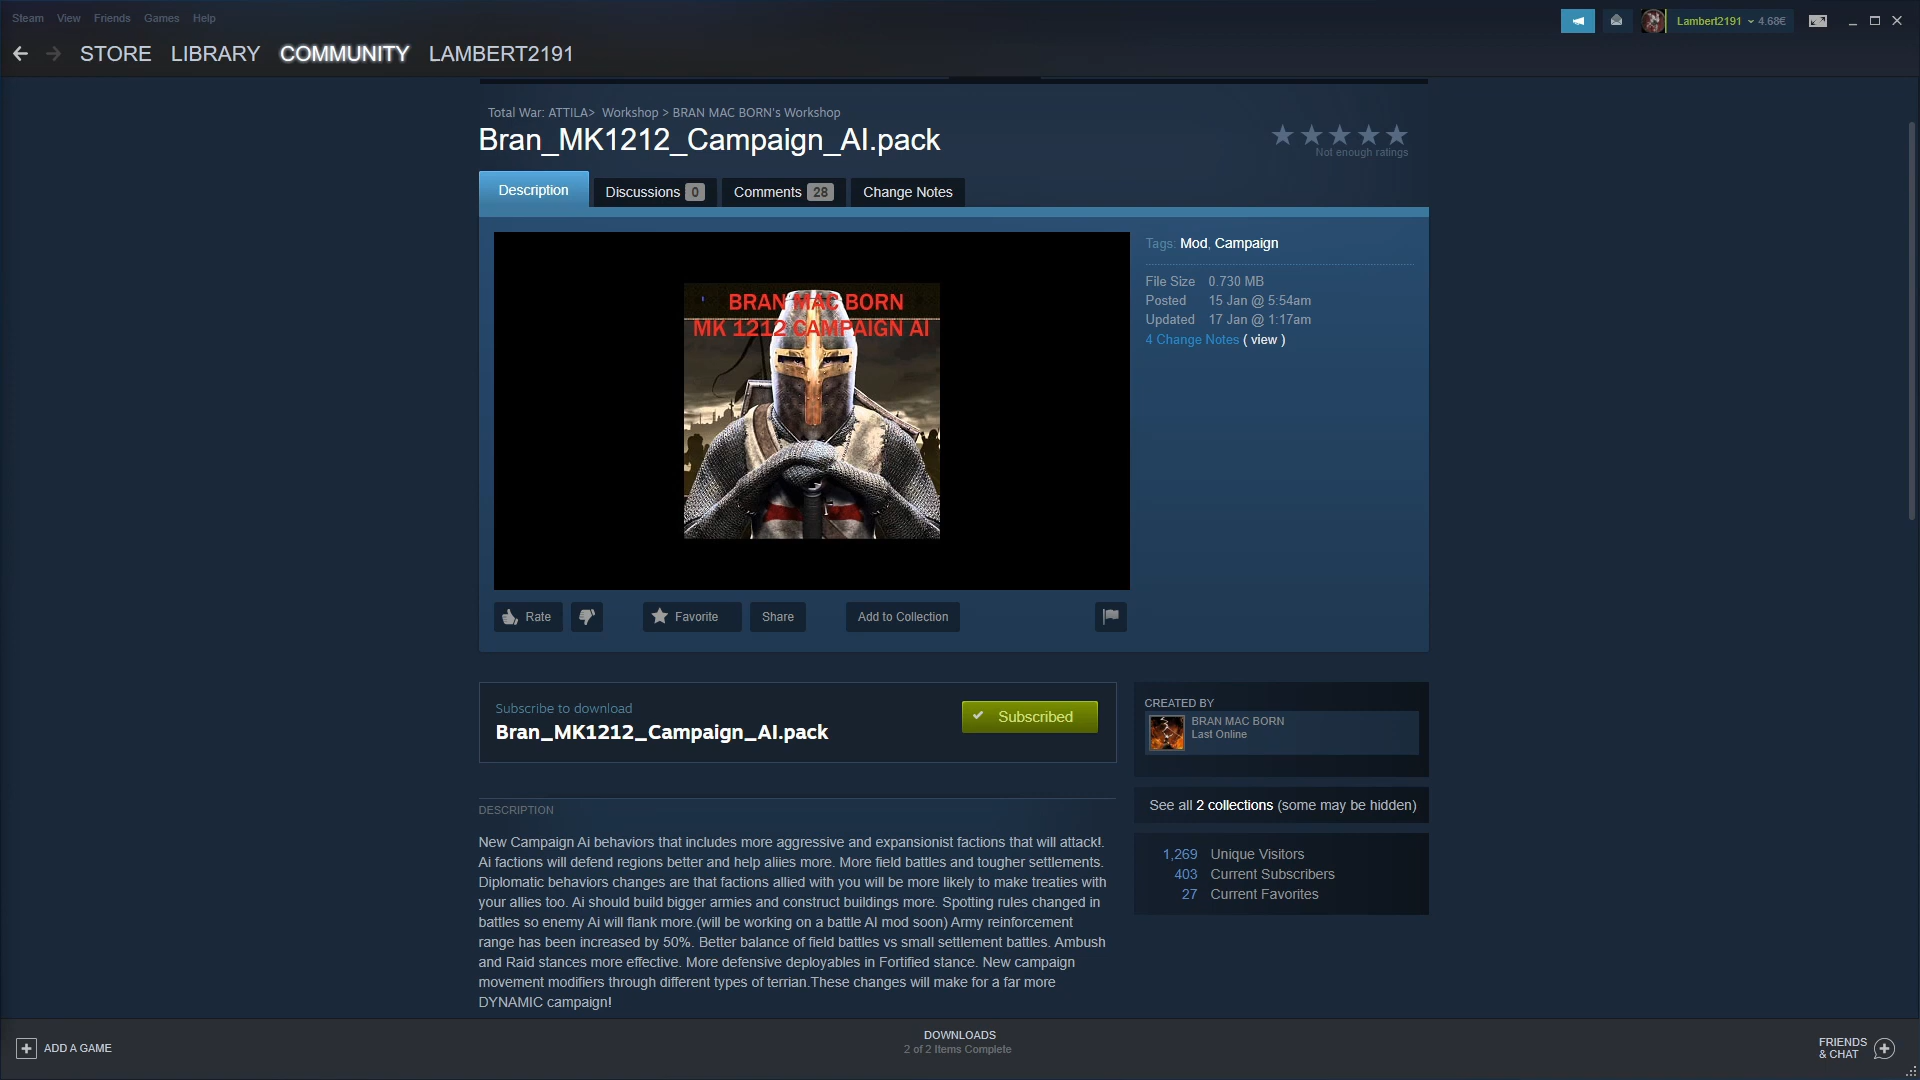 Steam View Friends Games Help
Lambert2191 4.68€
STORE LIBRARY COMMUNITY LAMBERT2191
Total War: ATTILA> Workshop > BRAN MAC BORN's Workshop
Bran_MK1212_Campaign_AI.pack
Not enough ratings
Description Discussions 0 Comments 28 Change Notes
BRAN MAC BORN
MK 1212 CAMPAIGN AI
Tags: Mod, Campaign
File Size 0.730 MB
Posted 15 Jan @ 5:54am
Updated 17 Jan @ 1:17am
4 Change Notes ( view )
Rate Favorite Share Add to Collection
Subscribe to download
Bran_MK1212_Campaign_AI.pack
Subscribed
CREATED BY
BRAN MAC BORN
Last Online
See all 2 collections (some may be hidden)
1,269 Unique Visitors
403 Current Subscribers
27 Current Favorites
DESCRIPTION
New Campaign Ai behaviors that includes more aggressive and expansionist factions that will attack!.
Ai factions will defend regions better and help aliies more. More field battles and tougher settlements.
Diplomatic behaviors changes are that factions allied with you will be more likely to make treaties with
your allies too. Ai should build bigger armies and construct buildings more. Spotting rules changed in
battles so enemy Ai will flank more.(will be working on a battle AI mod soon) Army reinforcement
range has been increased by 50%. Better balance of field battles vs small settlement battles. Ambush
and Raid stances more effective. More defensive deployables in Fortified stance. New campaign
movement modifiers through different types of terrian.These changes will make for a far more
DYNAMIC campaign!
ADD A GAME
DOWNLOADS
2 of 2 Items Complete
FRIENDS
& CHAT